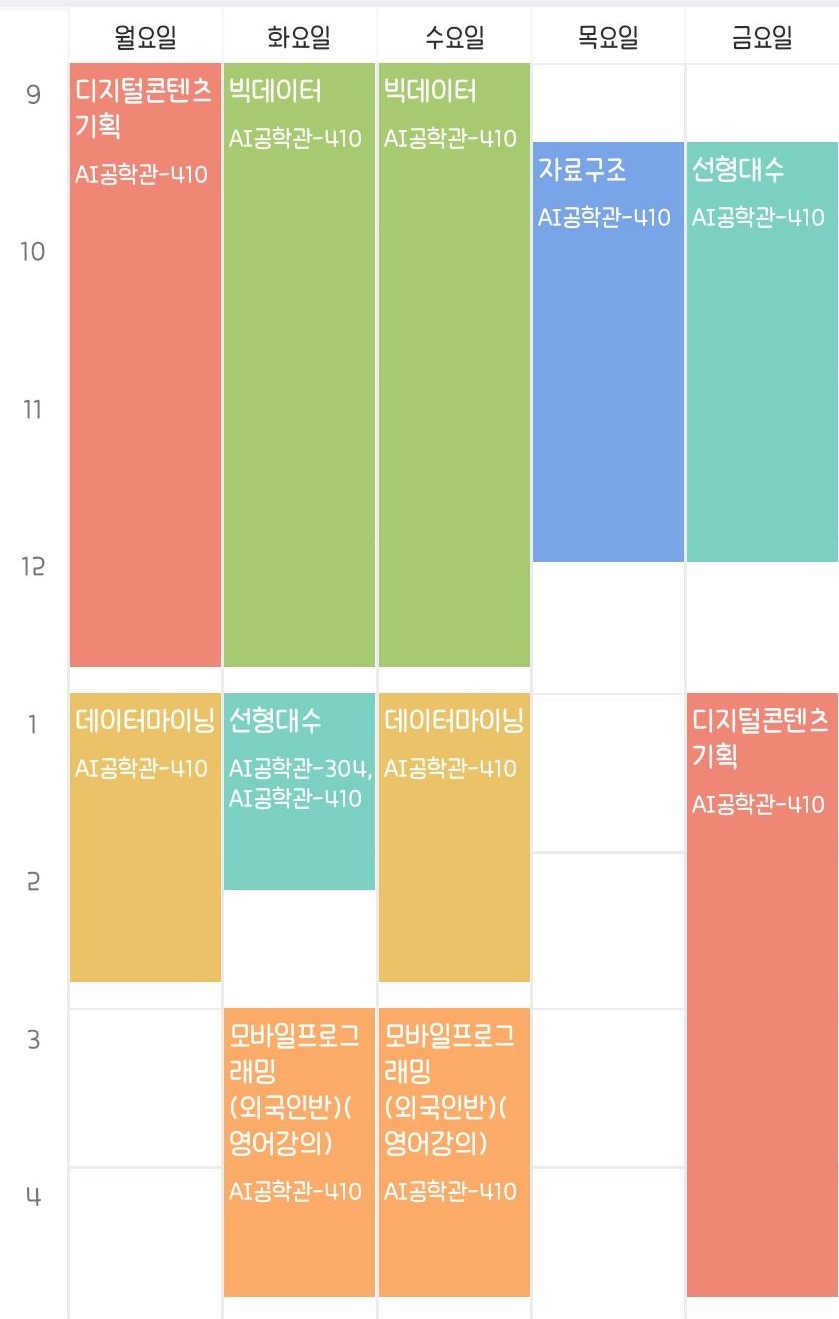 월요일
화요일
수요일
목요일
금요일
9
10
11
12
1
2
3
4
디지털콘텐츠
기획
AI공학관-410
데이터마이닝
AI공학관-410
빅데이터
AI공학관-410
선형대수
AI공학관-304,
AI공학관-410
모바일프로그
래밍
(외국인반)(
영어강의)
AI공학관-410
빅데이터
AI공학관-410
데이터마이닝
AI공학관-410
모바일프로그
래밍
(외국인반)(
영어강의)
AI공학관-410
자료구조
AI공학관-410
선형대수
AI공학관-410
디지털콘텐츠
기획
AI공학관-410